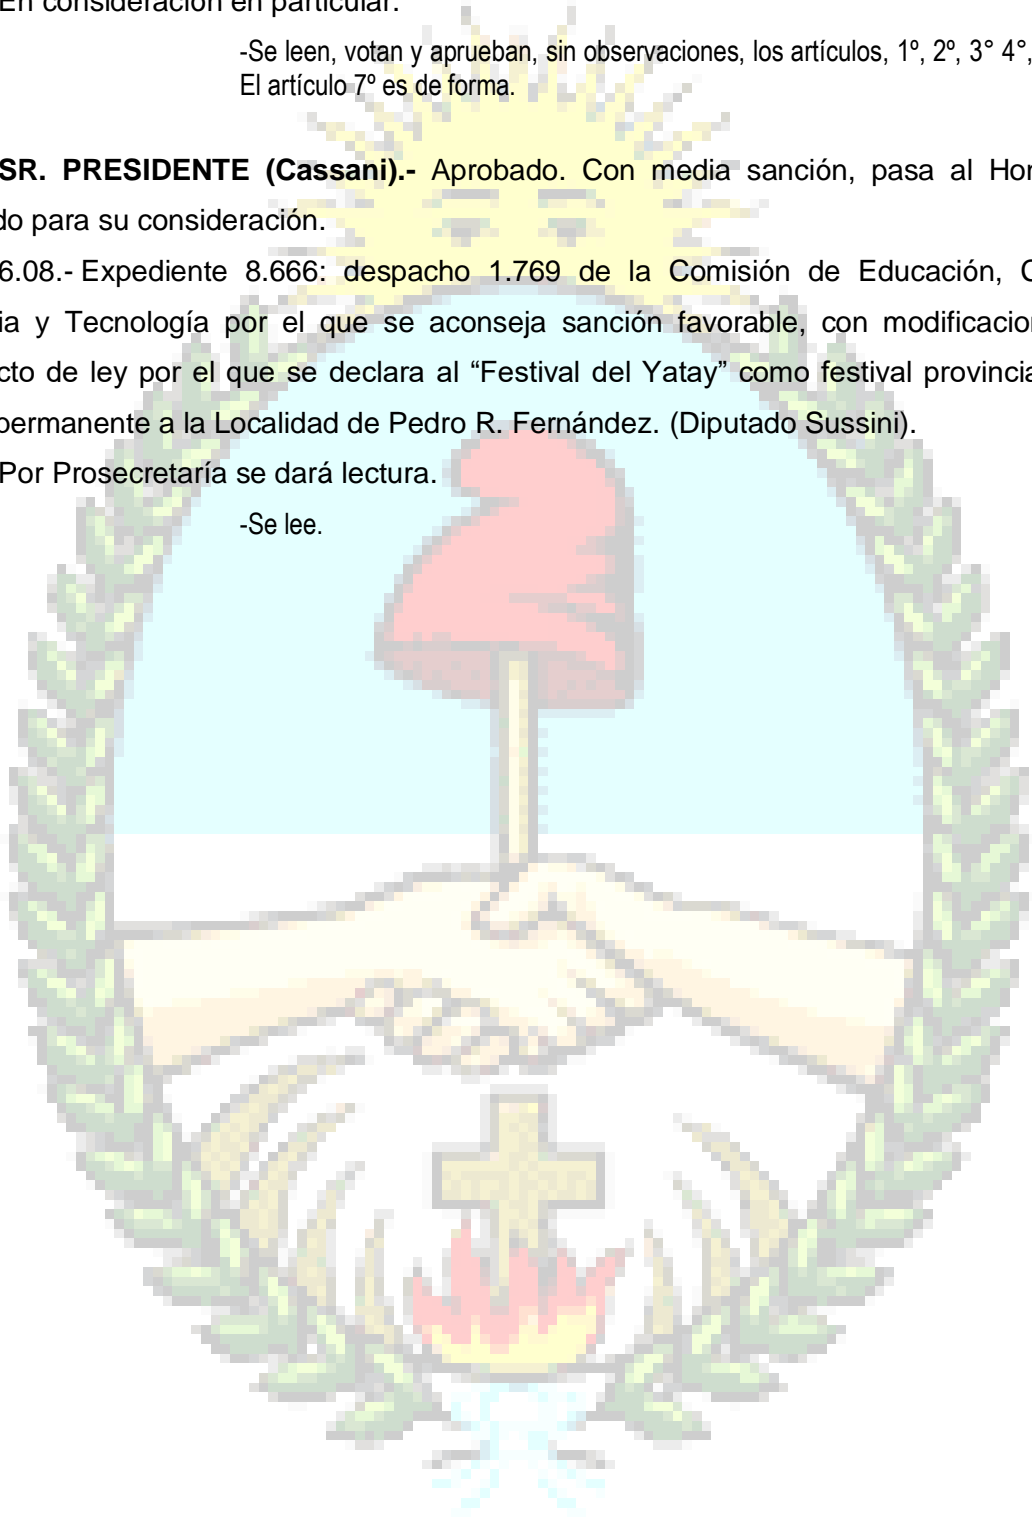 En consideración en particular.
-Se leen, votan y aprueban, sin observaciones, los artículos, 1º, 2º, 3° 4°,
El artículo 7º es de forma.
SR. PRESIDENTE (Cassani).- Aprobado. Con media sanción, pasa al Hon
do para su consideración.
6.08.- Expediente 8.666: despacho 1.769 de la Comisión de Educación, C
ia y Tecnología por el que se aconseja sanción favorable, con modificacion
cto de ley por el que se declara al “Festival del Yatay” como festival provincia
permanente a la Localidad de Pedro R. Fernández. (Diputado Sussini).
Por Prosecretaría se dará lectura.
-Se lee.